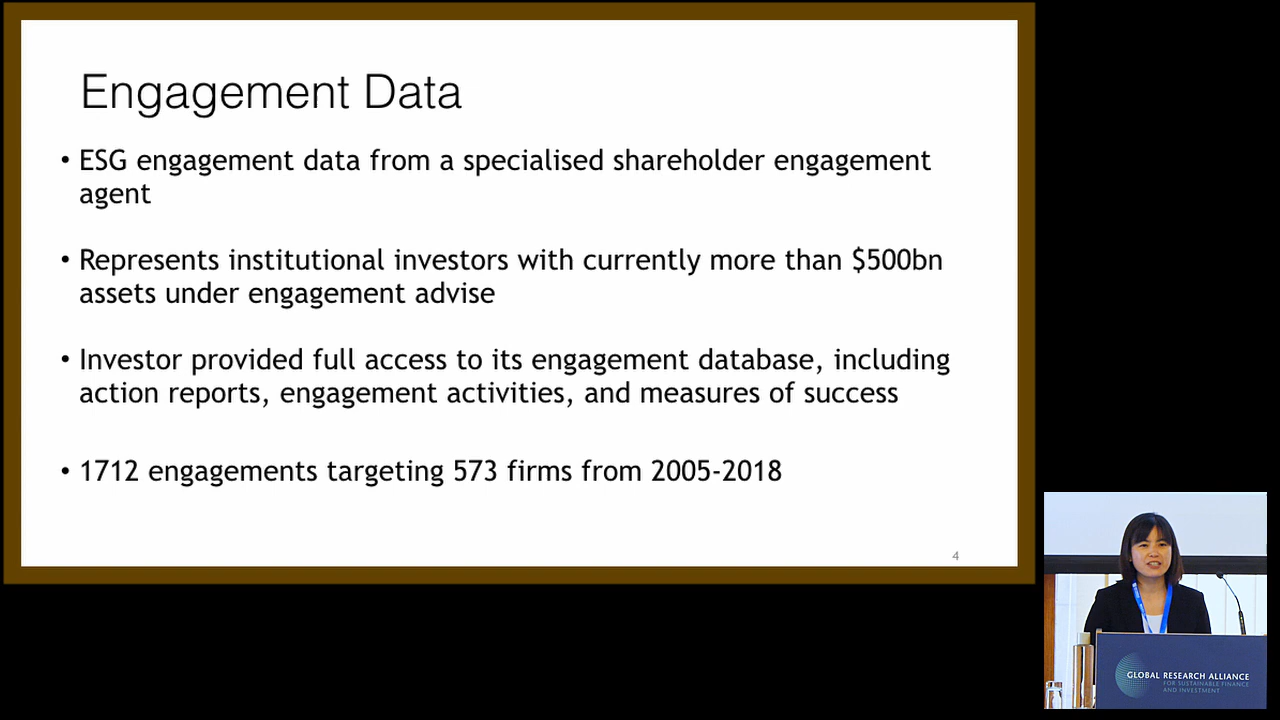 Engagement Data
• ESG engagement data from a specialised shareholder engagement
agent
• Represents institutional investors with currently more than $500bn
assets under engagement advise
• Investor provided full access to its engagement database, including
action reports, engagement activities, and measures of success
• 1712 engagements targeting 573 firms from 2005-2018
4
GLOBAL RESEARCH ALLIANCE
FOR SUSTAINABLE FINANCE
AND INVESTMENT